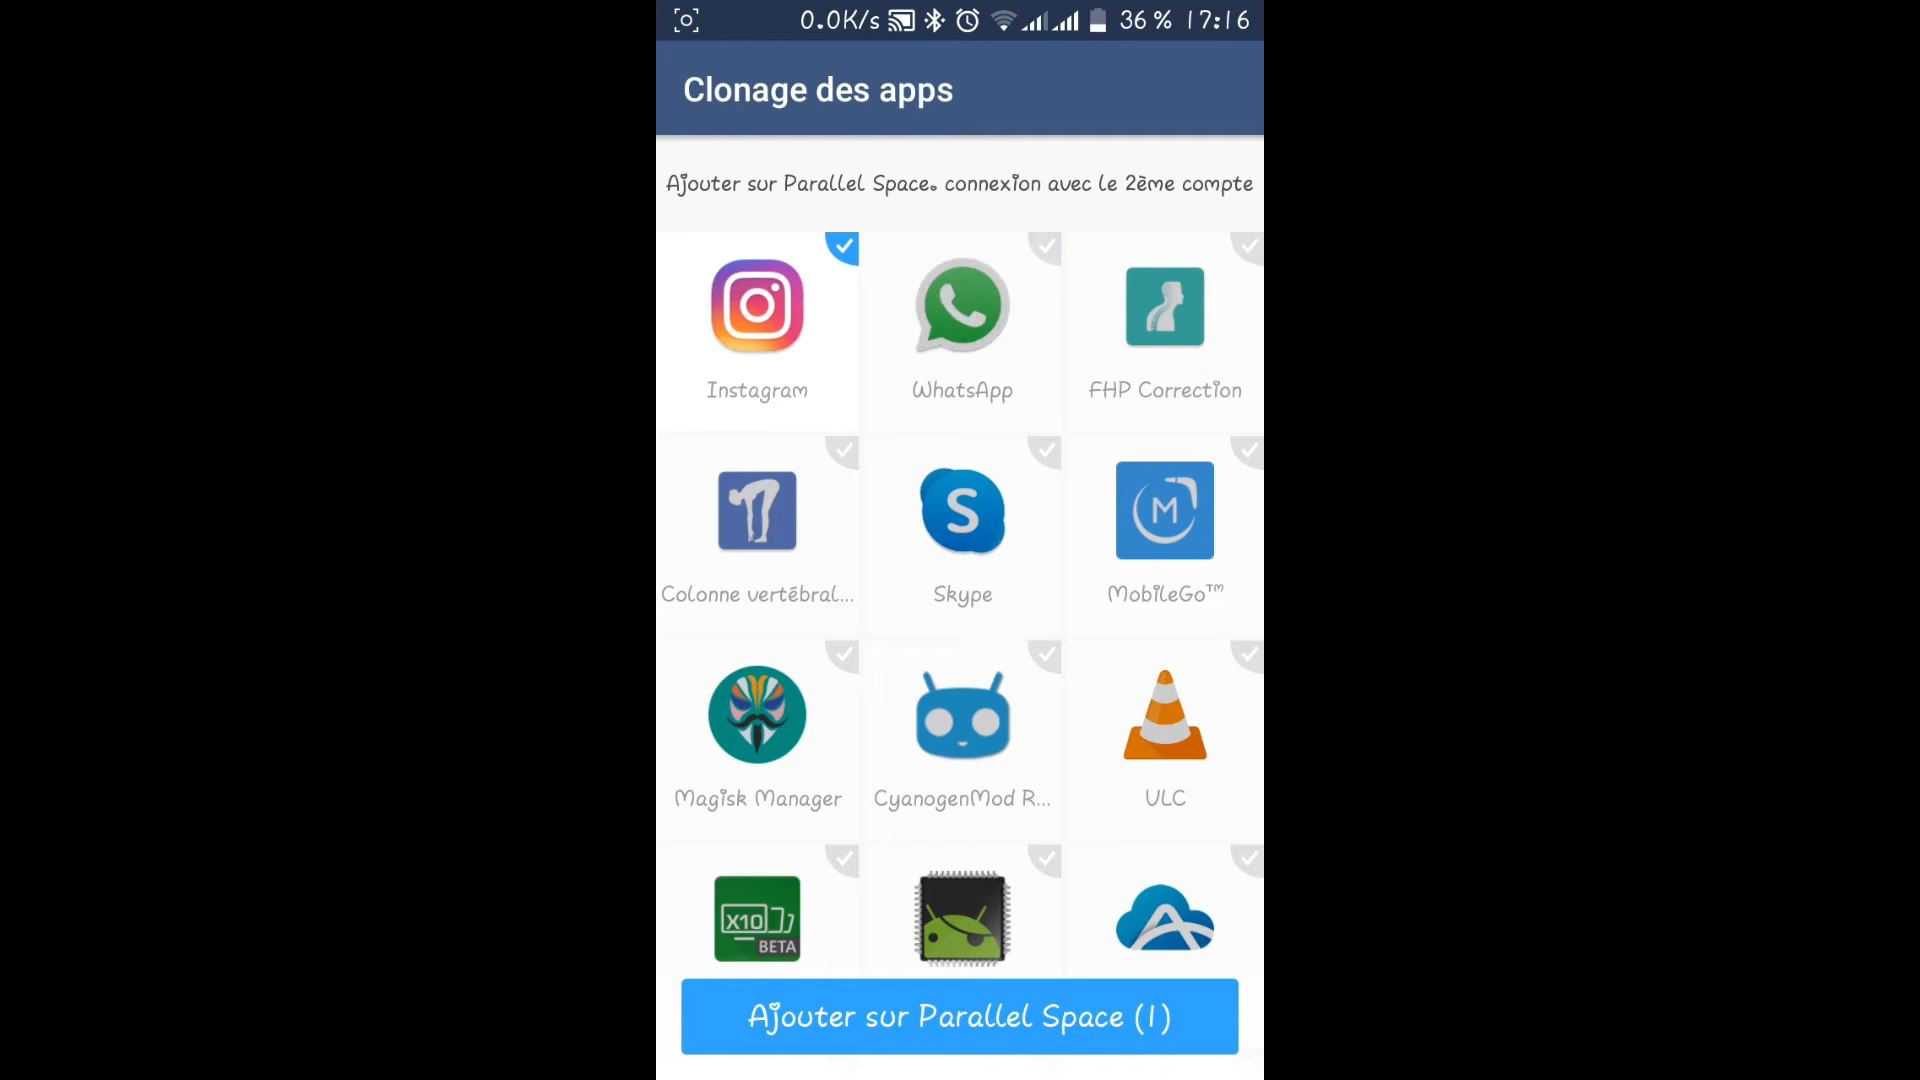 0.0K/s 36 % 17:16
Clonage des apps
Ajouter sur Parallel Space. connexion avec le 2ème compte
Instagram WhatsApp FHP Correction
Colonne vertébral... Skype MobileGo™
S M
Magisk Manager CyanogenMod R... VLC
X10
BETA
Ajouter sur Parallel Space (1)